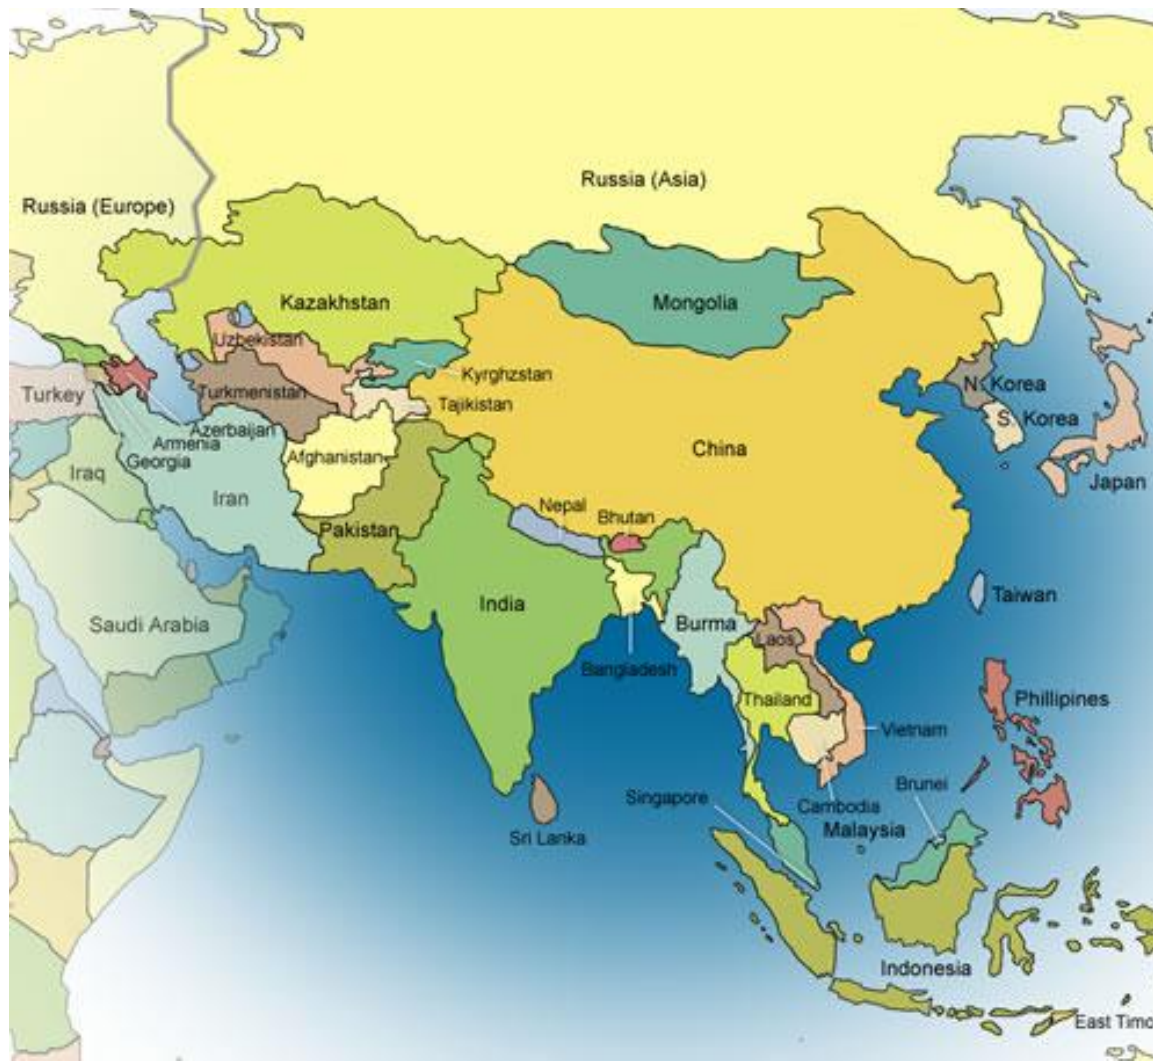 Russia (Asia)
Russia (Europe)
Kazakhstan
Mongolia
Uzbekistan
Kyrghzstan
N. Korea
Turkey
Turkmenistan
Tajikistan
S. Korea
Azerbaijan
Armenia
Georgia
Afghanistan
China
Iraq
Iran
Japan
Nepal
Bhutan
Pakistan
Taiwan
India
Saudi Arabia
Burma
Laos
Bangladesh
Thailand
Phillipines
Vietnam
Brunei
Singapore
Cambodia
Malaysia
Sri Lanka
Indonesia
East Timo